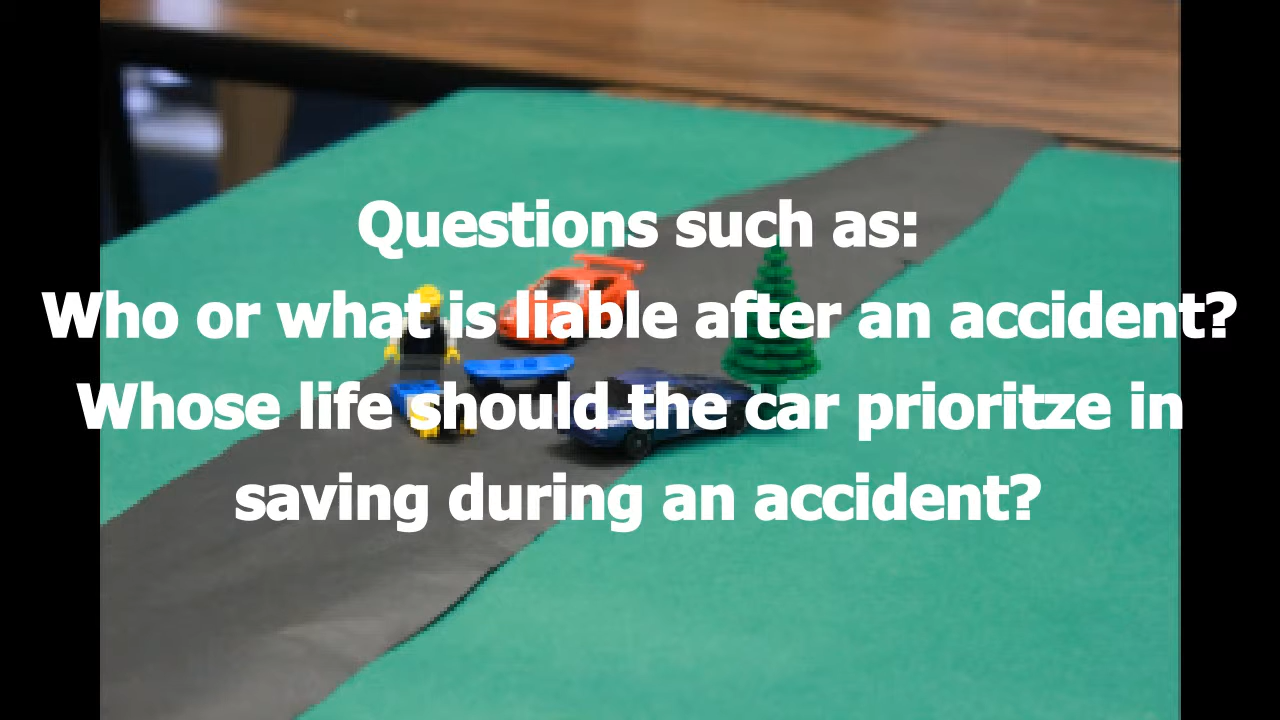 Questions such as:
Who or what is liable after an accident?
Whose life should the car prioritze in
saving during an accident?